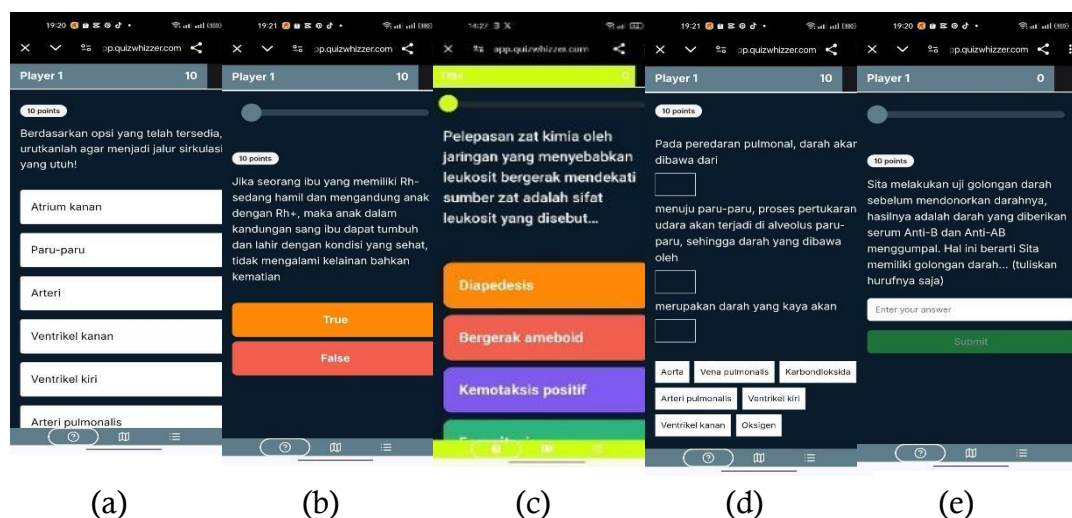 19:20
Player 1 10
10 points
Berdasarkan opsi yang telah tersedia,
urutkanlah agar menjadi jalur sirkulasi
yang utuh!
Atrium kanan
Paru-paru
Arteri
Ventrikel kanan
Ventrikel kiri
Arteri pulmonalis
(a)
19:21
pp.quizwhizzer.com
Player 1 10
10 points
Jika seorang ibu yang memiliki Rh-
sedang hamil dan mengandung anak
dengan Rh+, maka anak dalam
kandungan sang ibu dapat tumbuh
dan lahir dengan kondisi yang sehat,
tidak mengalami kelainan bahkan
kematian
True
False
(b)
14:27
app.quizwhizzer.com
0
Pelepasan zat kimia oleh
jaringan yang menyebabkan
leukosit bergerak mendekati
sumber zat adalah sifat
leukosit yang disebut...
Diapedesis
Bergerak ameboid
Kemotaksis positif
(c)
19:21
pp.quizwhizzer.com
Player 1 10
10 points
Pada peredaran pulmonal, darah akan
dibawa dari
menuju paru-paru, proses pertukaran
udara akan terjadi di alveolus paru-
paru, sehingga darah yang dibawa
oleh
merupakan darah yang kaya akan
Aorta Vena pulmonalis Karbondioksida
Arteri pulmonalis Ventrikel kiri
Ventrikel kanan Oksigen
(d)
19:20
pp.quizwhizzer.com
Player 1 0
10 points
Sita melakukan uji golongan darah
sebelum mendonorkan darahnya,
hasilnya adalah darah yang diberikan
serum Anti-B dan Anti-AB
menggumpal. Hal ini berarti Sita
memiliki golongan darah... (tuliskan
hurufnya saja)
Enter your answer
Submit
(e)